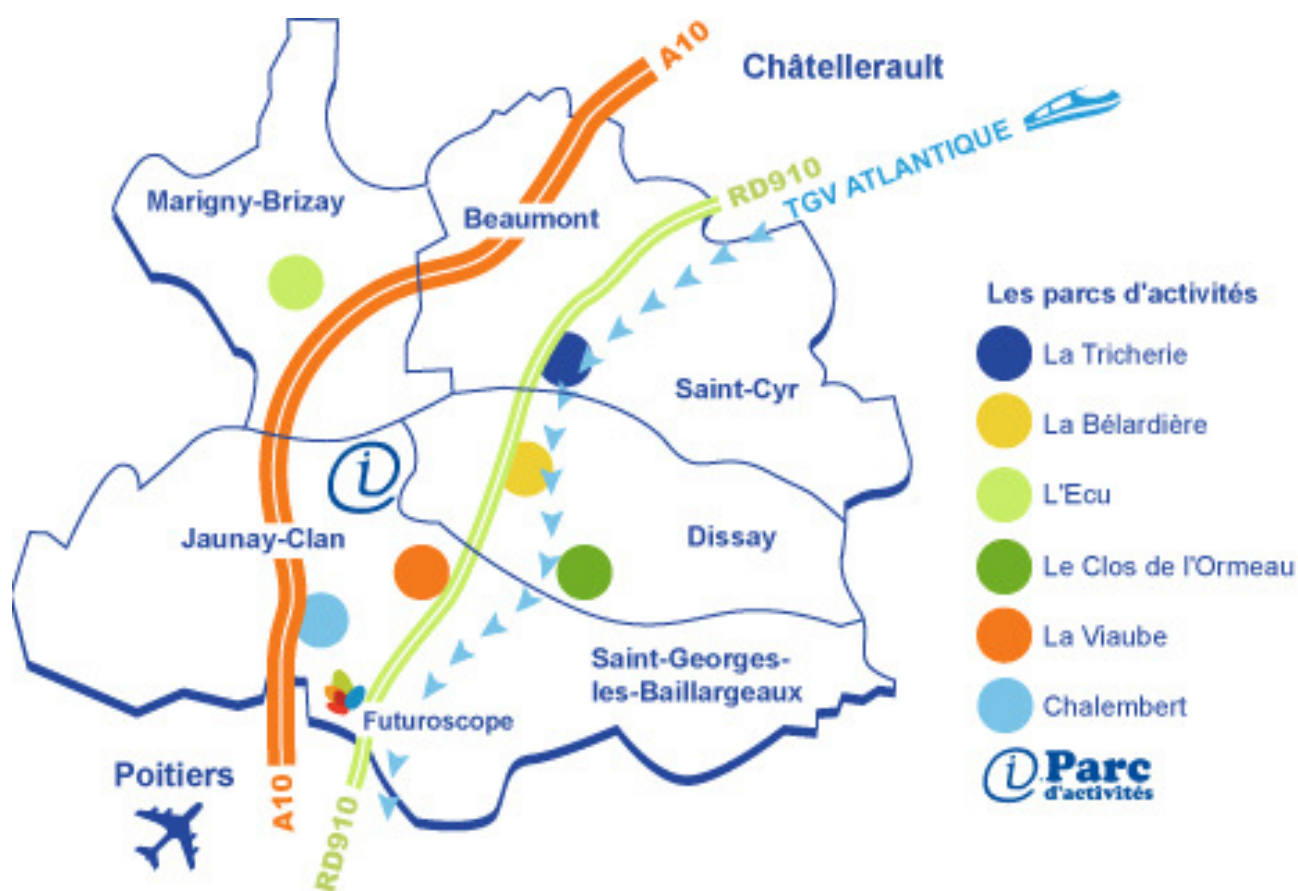 A10
Châtellerault
TGV ATLANTIQUE
RD910
Marigny-Brizay
Beaumont
Saint-Cyr
Jaunay-Clan
Dissay
Saint-Georges-
les-Baillargeaux
Futuroscope
Poitiers
A10
RD910
Les parcs d'activités
La Tricherie
La Bélardière
L'Ecu
Le Clos de l'Ormeau
La Viaube
Chalembert
i Parc
d'activités
i